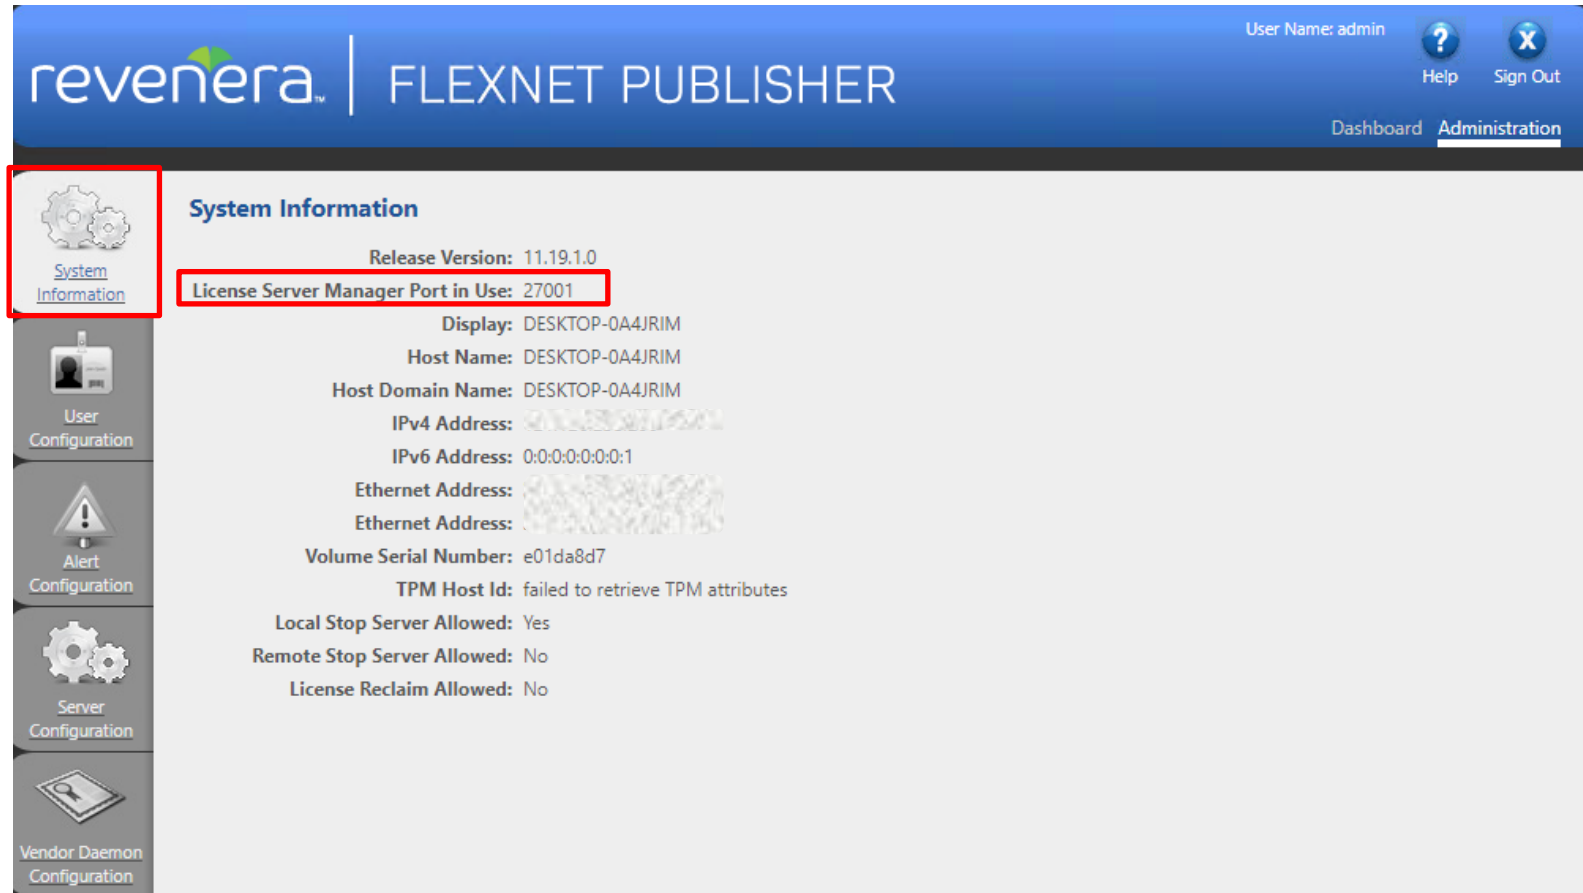 User Name: admin
revenera™ FLEXNET PUBLISHER
Help Sign Out
Dashboard Administration
System
Information
System Information
Release Version: 11.19.1.0
License Server Manager Port in Use: 27001
Display: DESKTOP-0A4JRIM
Host Name: DESKTOP-0A4JRIM
Host Domain Name: DESKTOP-0A4JRIM
IPv4 Address:
IPv6 Address: 0:0:0:0:0:0:0:1
Ethernet Address:
Ethernet Address:
Volume Serial Number: e01da8d7
TPM Host Id: failed to retrieve TPM attributes
Local Stop Server Allowed: Yes
Remote Stop Server Allowed: No
License Reclaim Allowed: No
User
Configuration
Alert
Configuration
Server
Configuration
Vendor Daemon
Configuration